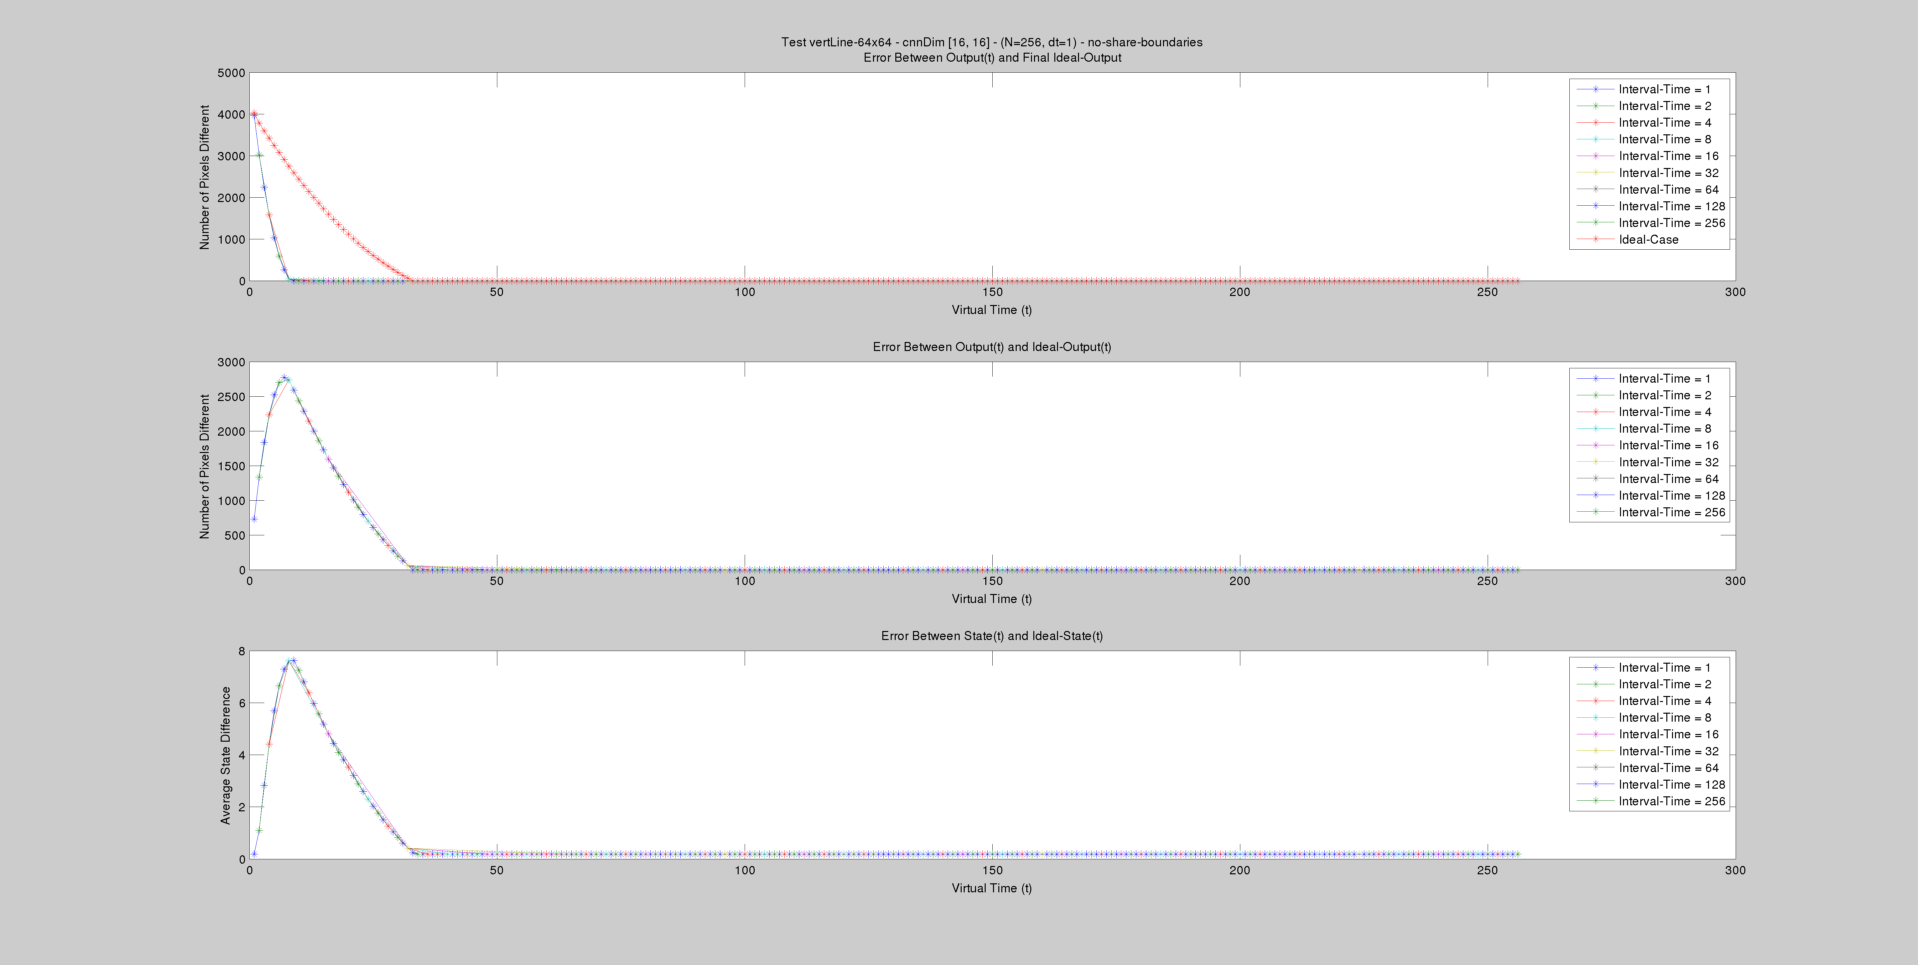 Test vertLine-64x64 - cnnDim [16, 16] - (N=256, dt=1) - no-share-boundaries
Error Between Output(t) and Final Ideal-Output
Number of Pixels Different
5000
4000
3000
2000
1000
0
0 50 100 150 200 250 300
Virtual Time (t)
Interval-Time = 1
Interval-Time = 2
Interval-Time = 4
Interval-Time = 8
Interval-Time = 16
Interval-Time = 32
Interval-Time = 64
Interval-Time = 128
Interval-Time = 256
Ideal-Case
Error Between Output(t) and Ideal-Output(t)
Number of Pixels Different
3000
2500
2000
1500
1000
500
0
0 50 100 150 200 250 300
Virtual Time (t)
Interval-Time = 1
Interval-Time = 2
Interval-Time = 4
Interval-Time = 8
Interval-Time = 16
Interval-Time = 32
Interval-Time = 64
Interval-Time = 128
Interval-Time = 256
Error Between State(t) and Ideal-State(t)
Average State Difference
8
6
4
2
0
0 50 100 150 200 250 300
Virtual Time (t)
Interval-Time = 1
Interval-Time = 2
Interval-Time = 4
Interval-Time = 8
Interval-Time = 16
Interval-Time = 32
Interval-Time = 64
Interval-Time = 128
Interval-Time = 256